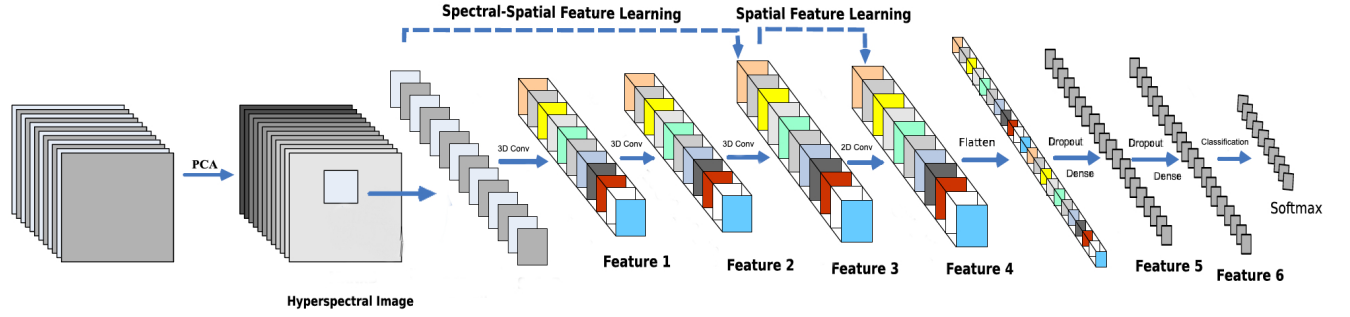 Spectral-Spatial Feature Learning
Spatial Feature Learning
PCA
3D Conv
3D Conv
3D Conv
2D Conv
Flatten
Dropout
Dense
Dropout
Dense
Classification
Softmax
Feature 1
Feature 2
Feature 3
Feature 4
Feature 5
Feature 6
Hyperspectral Image